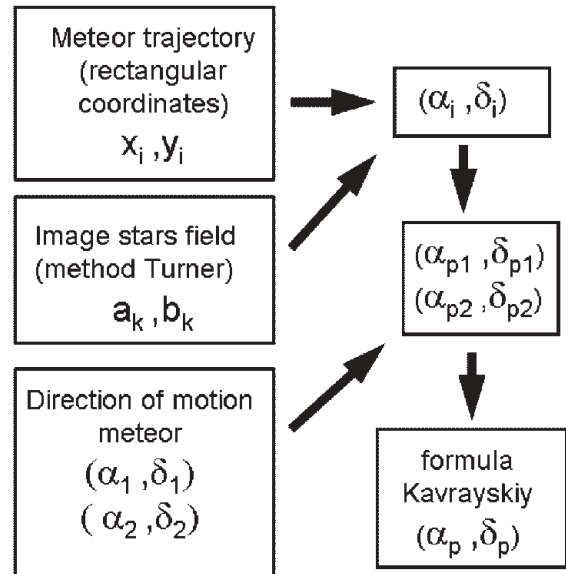 Meteor trajectory
(rectangular
coordinates)
xᵢ ,yᵢ
Image stars field
(method Turner)
aₖ ,bₖ
Direction of motion
meteor
(α₁ ,δ₁)
( α₂ ,δ₂)
(αᵢ ,δᵢ)
(αₚ₁ ,δₚ₁)
(αₚ₂ ,δₚ₂)
formula
Kavrayskiy
(αₚ ,δₚ)